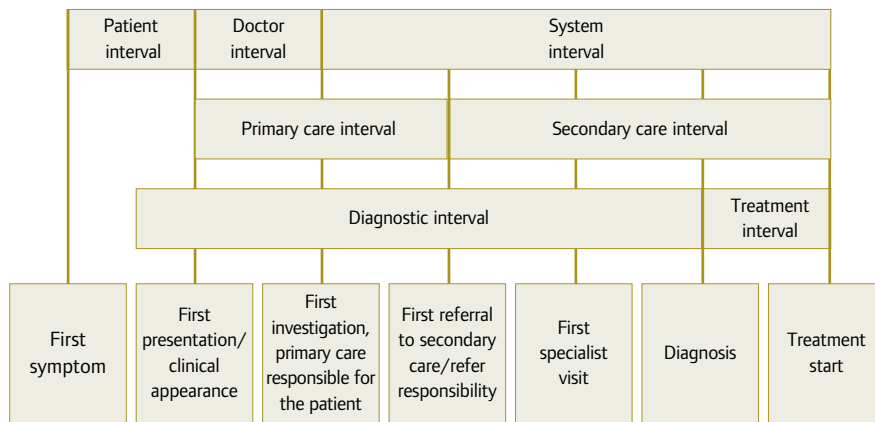 Patient
interval
Doctor
interval
System
interval
Primary care interval
Secondary care interval
Diagnostic interval
Treatment
interval
First
symptom
First
presentation/
clinical
appearance
First
investigation,
primary care
responsible for
the patient
First referral
to secondary
care/refer
responsibility
First
specialist
visit
Diagnosis
Treatment
start